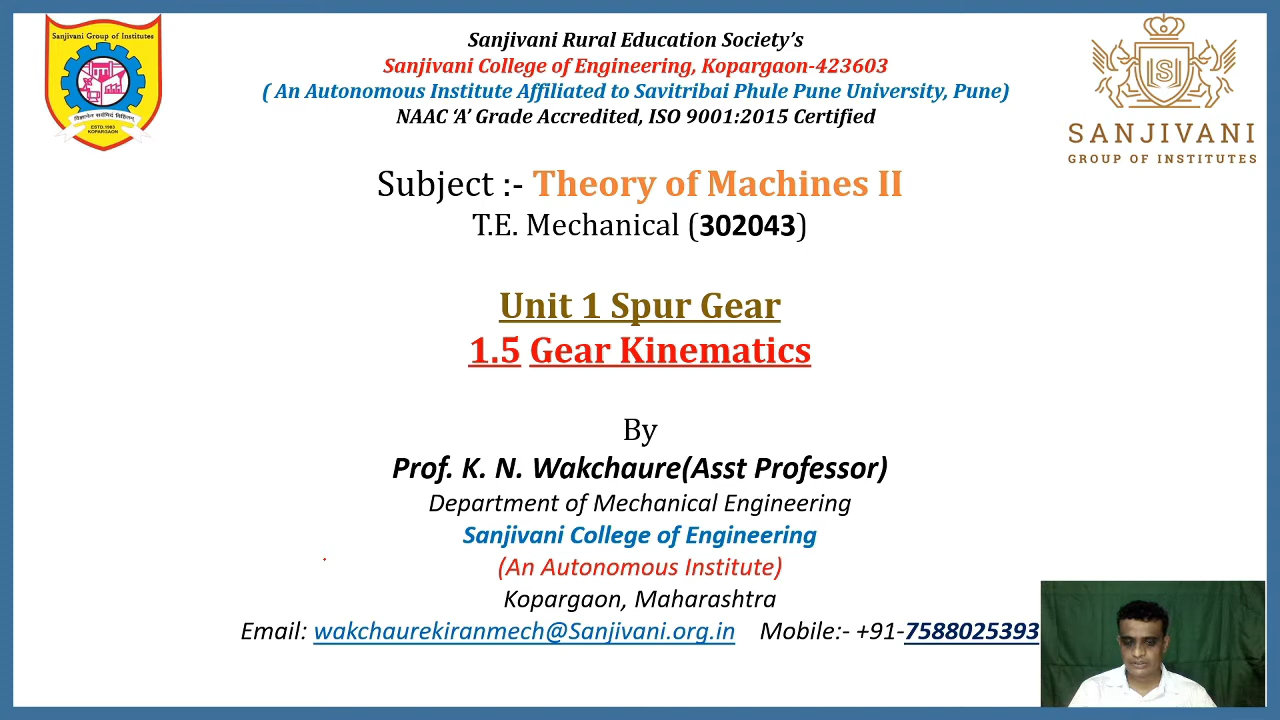 Sanjivani Group of Institutes
ESTD.1983
KOPARGAON
Sanjivani Rural Education Society's
Sanjivani College of Engineering, Kopargaon-423603
( An Autonomous Institute Affiliated to Savitribai Phule Pune University, Pune)
NAAC ‘A’ Grade Accredited, ISO 9001:2015 Certified
SANJIVANI
GROUP OF INSTITUTES
Subject :- Theory of Machines II
T.E. Mechanical (302043)
Unit 1 Spur Gear
1.5 Gear Kinematics
By
Prof. K. N. Wakchaure(Asst Professor)
Department of Mechanical Engineering
Sanjivani College of Engineering
(An Autonomous Institute)
Kopargaon, Maharashtra
Email: wakchaurekiranmech@Sanjivani.org.in Mobile:- +91-7588025393